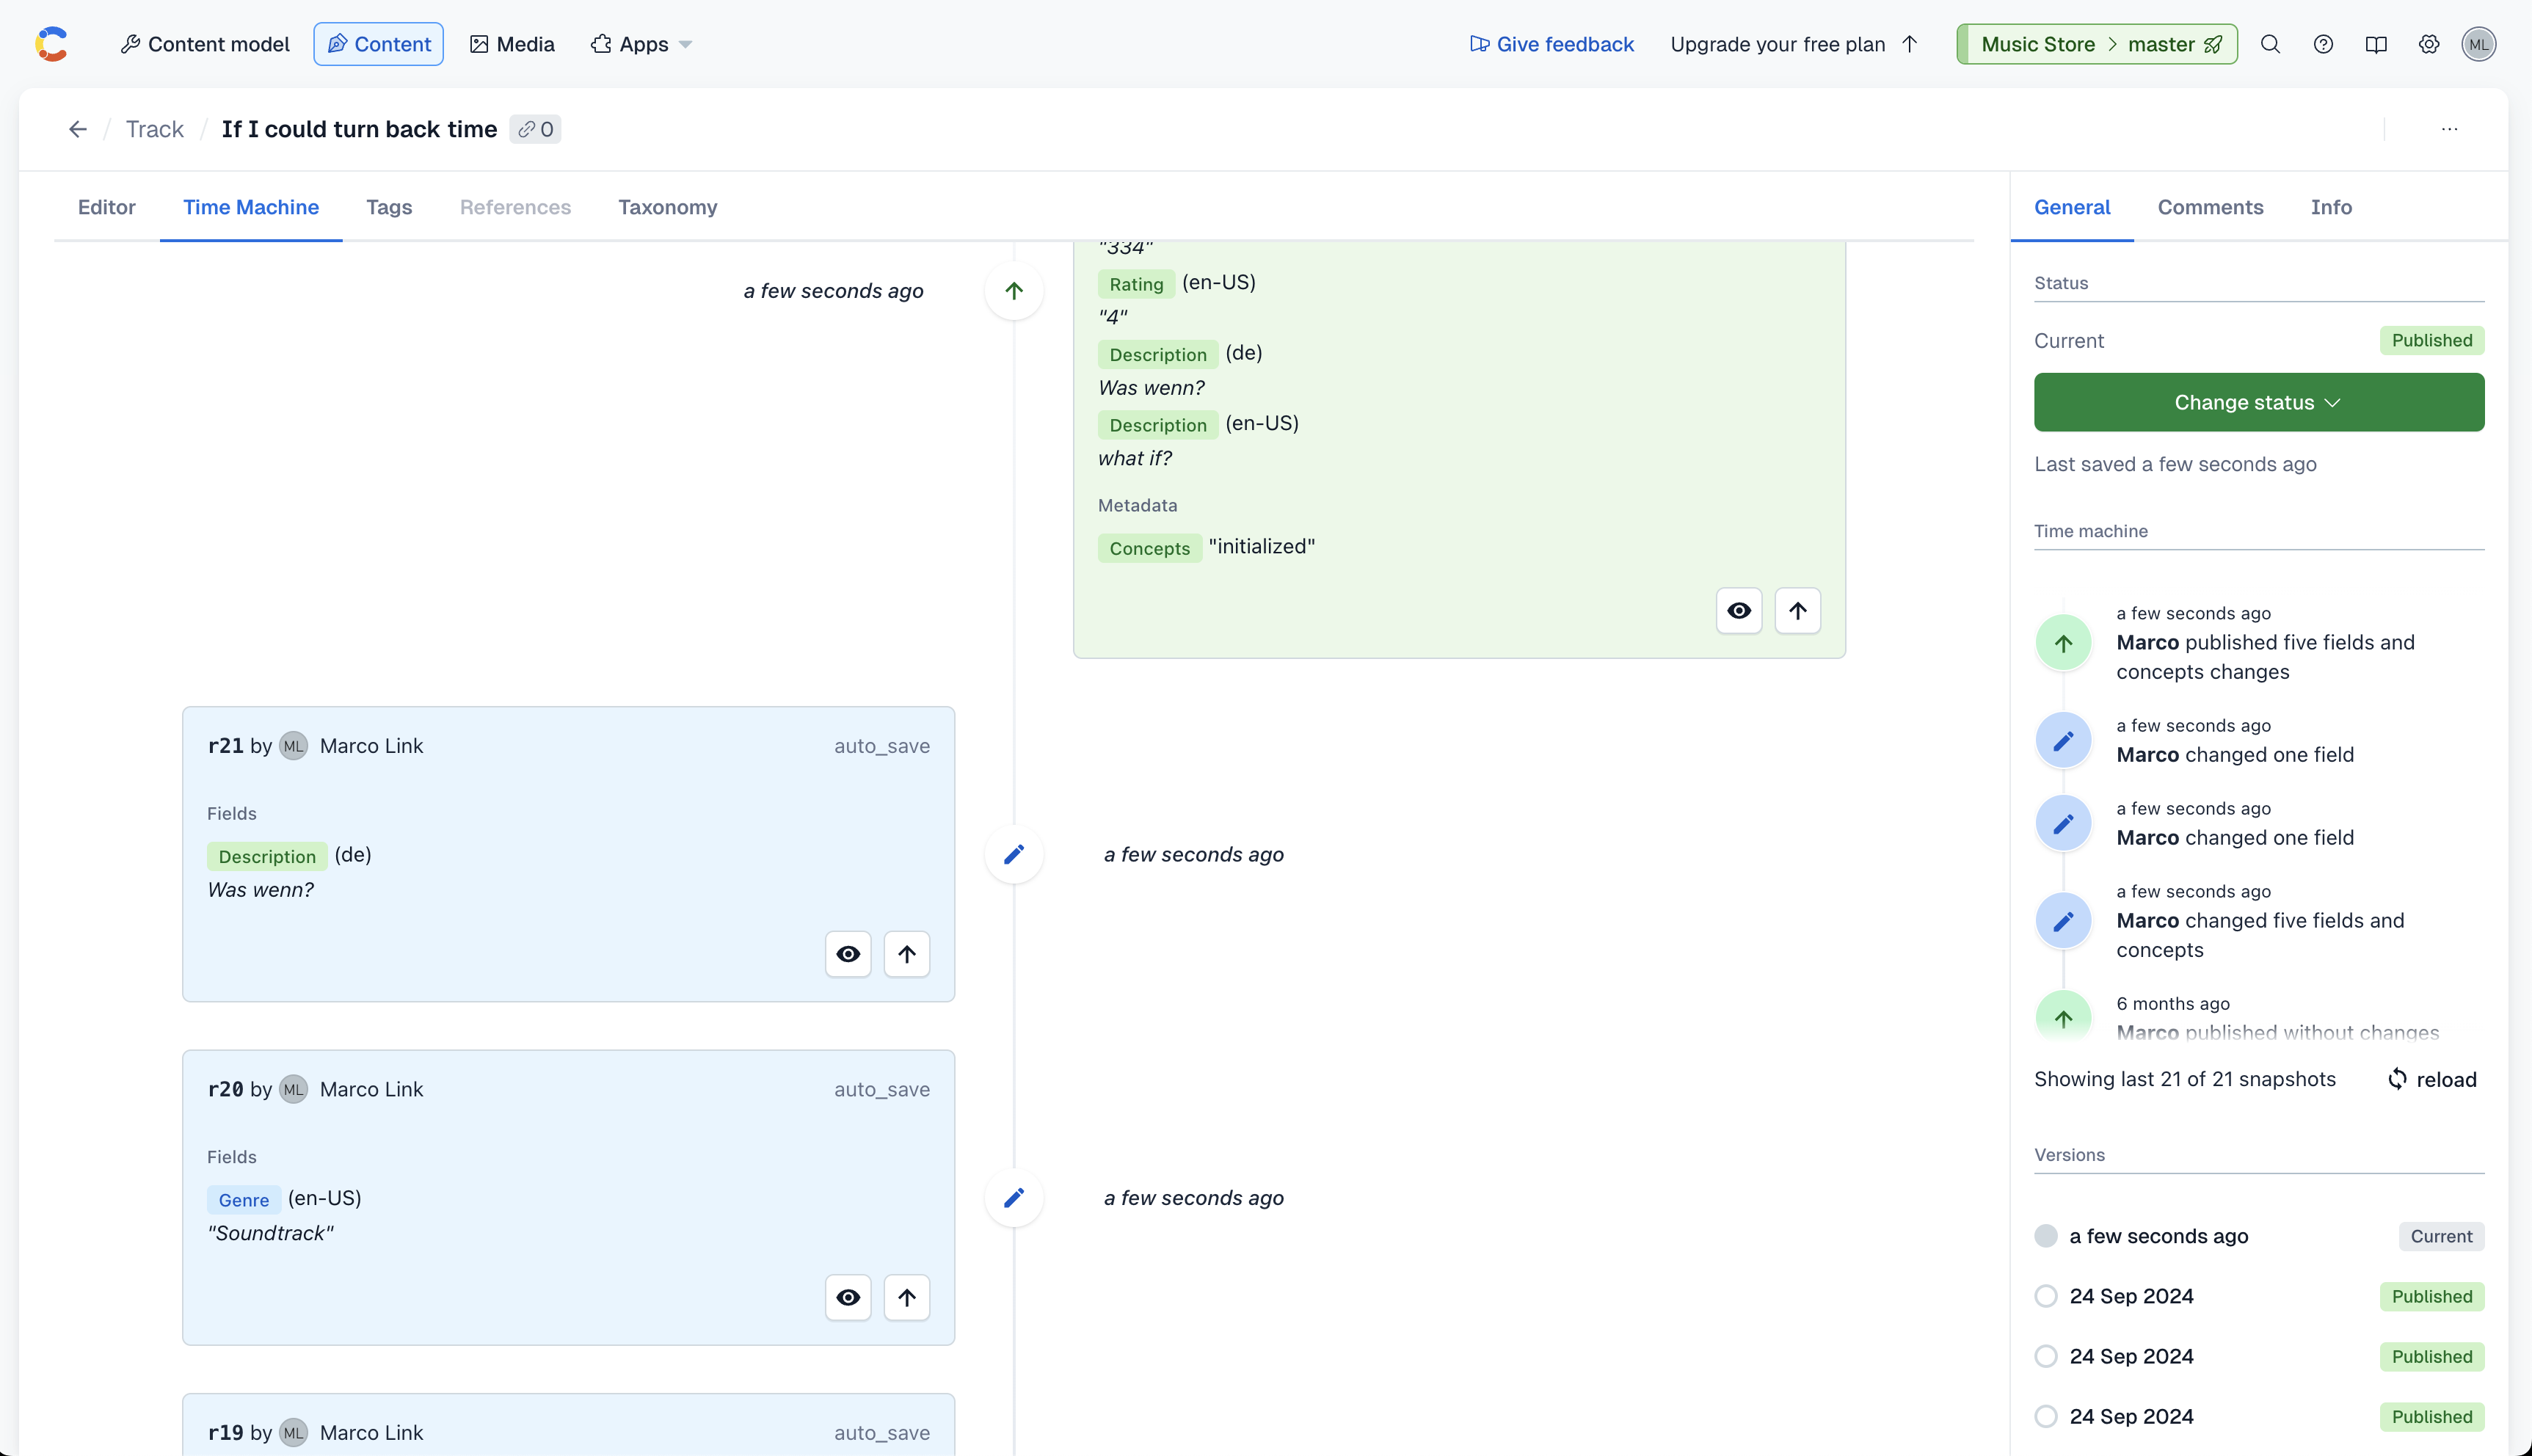 Content model
Content
Media
Apps
Give feedback
Upgrade your free plan
Music Store > master
ML
/ Track / If I could turn back time 0
...
Editor
Time Machine
Tags
References
Taxonomy
General
Comments
Info
a few seconds ago
"334"
Rating (en-US)
"4"
Description (de)
Was wenn?
Description (en-US)
what if?
Metadata
Concepts "initialized"
r21 by ML Marco Link auto_save
Fields
Description (de)
Was wenn?
a few seconds ago
r20 by ML Marco Link auto_save
Fields
Genre (en-US)
"Soundtrack"
a few seconds ago
r19 by ML Marco Link auto_save
Status
Current Published
Change status
Last saved a few seconds ago
Time machine
a few seconds ago
Marco published five fields and
concepts changes
a few seconds ago
Marco changed one field
a few seconds ago
Marco changed one field
a few seconds ago
Marco changed five fields and
concepts
6 months ago
Marco published without changes
Showing last 21 of 21 snapshots reload
Versions
a few seconds ago Current
24 Sep 2024 Published
24 Sep 2024 Published
24 Sep 2024 Published